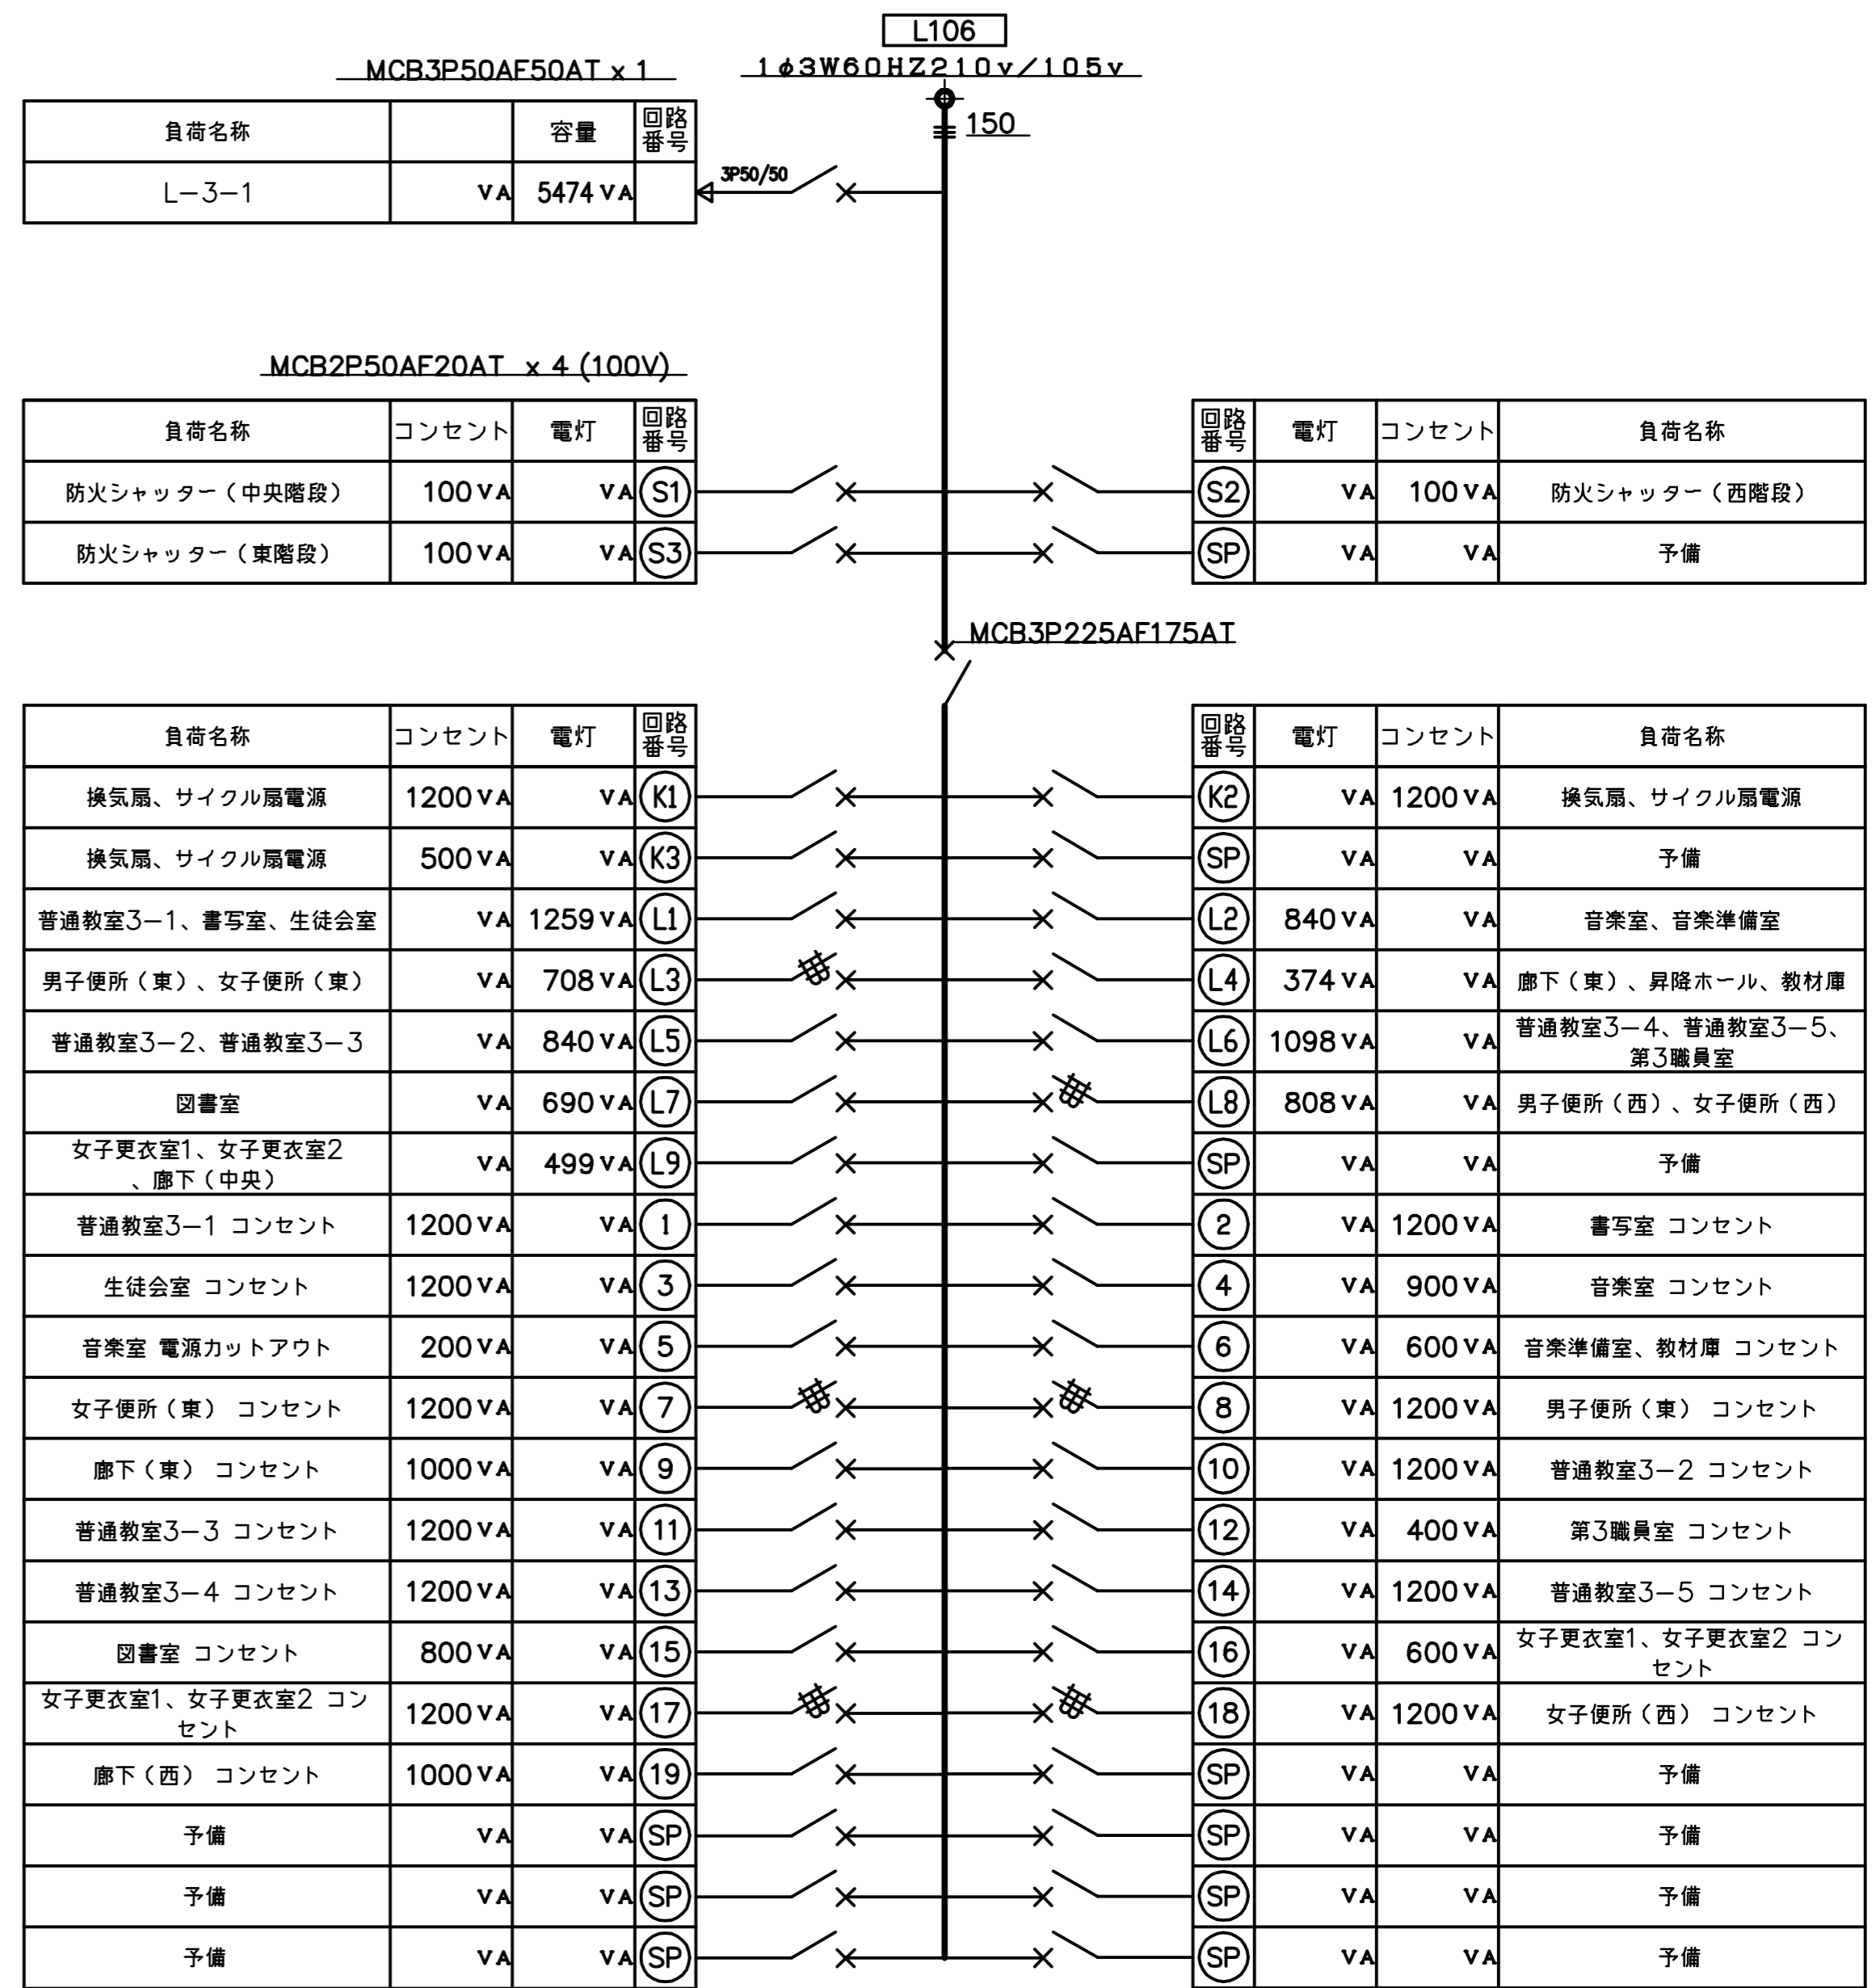 L106
MCB3P50AF50AT x 1
1φ3W60HZ210v/105v
150
負荷名称 容量 回路番号
L-3-1 VA 5474 VA
3P50/50
MCB2P50AF20AT x 4 (100V)
負荷名称 コンセント 電灯 回路番号 回路番号 電灯 コンセント 負荷名称
防火シャッター（中央階段） 100 VA VA S1 S2 VA 100 VA 防火シャッター（西階段）
防火シャッター（東階段） 100 VA VA S3 SP VA VA 予備
MCB3P225AF175AT
負荷名称 コンセント 電灯 回路番号 回路番号 電灯 コンセント 負荷名称
換気扇、サイクル扇電源 1200 VA VA K1 K2 VA 1200 VA 換気扇、サイクル扇電源
換気扇、サイクル扇電源 500 VA VA K3 SP VA VA 予備
普通教室3-1、書写室、生徒会室 VA 1259 VA L1 L2 840 VA VA 音楽室、音楽準備室
男子便所（東）、女子便所（東） VA 708 VA L3 L4 374 VA VA 廊下（東）、昇降ホール、教材庫
普通教室3-2、普通教室3-3 VA 840 VA L5 L6 1098 VA VA 普通教室3-4、普通教室3-5、
第3職員室
図書室 VA 690 VA L7 L8 808 VA VA 男子便所（西）、女子便所（西）
女子更衣室1、女子更衣室2
、廊下（中央） VA 499 VA L9 SP VA VA 予備
普通教室3-1 コンセント 1200 VA VA 1 2 VA 1200 VA 書写室 コンセント
生徒会室 コンセント 1200 VA VA 3 4 VA 900 VA 音楽室 コンセント
音楽室 電源カットアウト 200 VA VA 5 6 VA 600 VA 音楽準備室、教材庫 コンセント
女子便所（東） コンセント 1200 VA VA 7 8 VA 1200 VA 男子便所（東） コンセント
廊下（東） コンセント 1000 VA VA 9 10 VA 1200 VA 普通教室3-2 コンセント
普通教室3-3 コンセント 1200 VA VA 11 12 VA 400 VA 第3職員室 コンセント
普通教室3-4 コンセント 1200 VA VA 13 14 VA 1200 VA 普通教室3-5 コンセント
図書室 コンセント 800 VA VA 15 16 VA 600 VA 女子更衣室1、女子更衣室2 コン
セント
女子更衣室1、女子更衣室2 コン
セント 1200 VA VA 17 18 VA 1200 VA 女子便所（西） コンセント
廊下（西） コンセント 1000 VA VA 19 SP VA VA 予備
予備 VA VA SP SP VA VA 予備
予備 VA VA SP SP VA VA 予備
予備 VA VA SP SP VA VA 予備